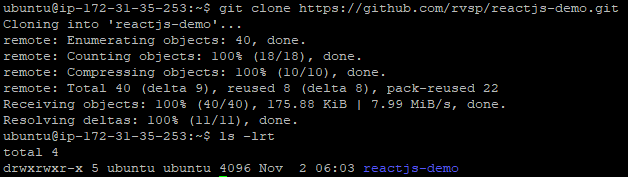 ubuntu@ip-172-31-35-253:~$ git clone https://github.com/rvsp/reactjs-demo.git
Cloning into 'reactjs-demo'...
remote: Enumerating objects: 40, done.
remote: Counting objects: 100% (18/18), done.
remote: Compressing objects: 100% (10/10), done.
remote: Total 40 (delta 9), reused 8 (delta 8), pack-reused 22
Receiving objects: 100% (40/40), 175.88 KiB | 7.99 MiB/s, done.
Resolving deltas: 100% (11/11), done.
ubuntu@ip-172-31-35-253:~$ ls -lrt
total 4
drwxrwxr-x 5 ubuntu ubuntu 4096 Nov  2 06:03 reactjs-demo